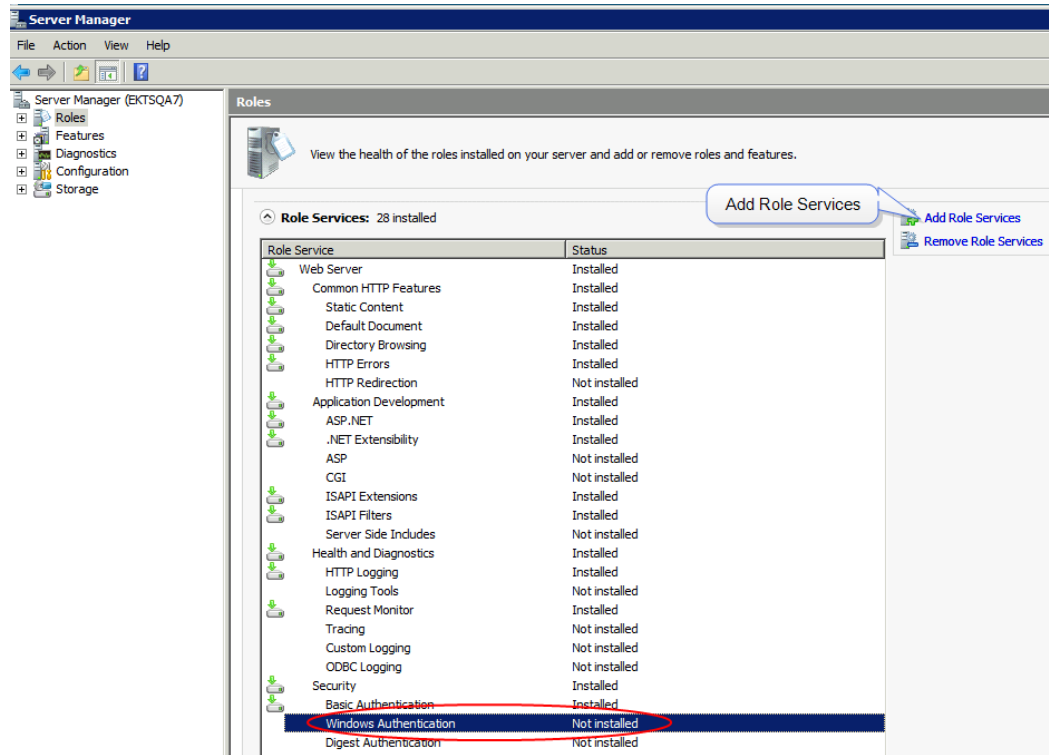 Server Manager
File Action View Help
Server Manager (EKTSQA7)
Roles
Features
Diagnostics
Configuration
Storage
Roles
View the health of the roles installed on your server and add or remove roles and features.
Role Services: 28 installed
Add Role Services
Add Role Services
Remove Role Services
Role Service Status
Web Server Installed
Common HTTP Features Installed
Static Content Installed
Default Document Installed
Directory Browsing Installed
HTTP Errors Installed
HTTP Redirection Not installed
Application Development Installed
ASP.NET Installed
.NET Extensibility Installed
ASP Not installed
CGI Not installed
ISAPI Extensions Installed
ISAPI Filters Installed
Server Side Includes Not installed
Health and Diagnostics Installed
HTTP Logging Installed
Logging Tools Not installed
Request Monitor Installed
Tracing Not installed
Custom Logging Not installed
ODBC Logging Not installed
Security Installed
Basic Authentication Installed
Windows Authentication Not installed
Digest Authentication Not installed